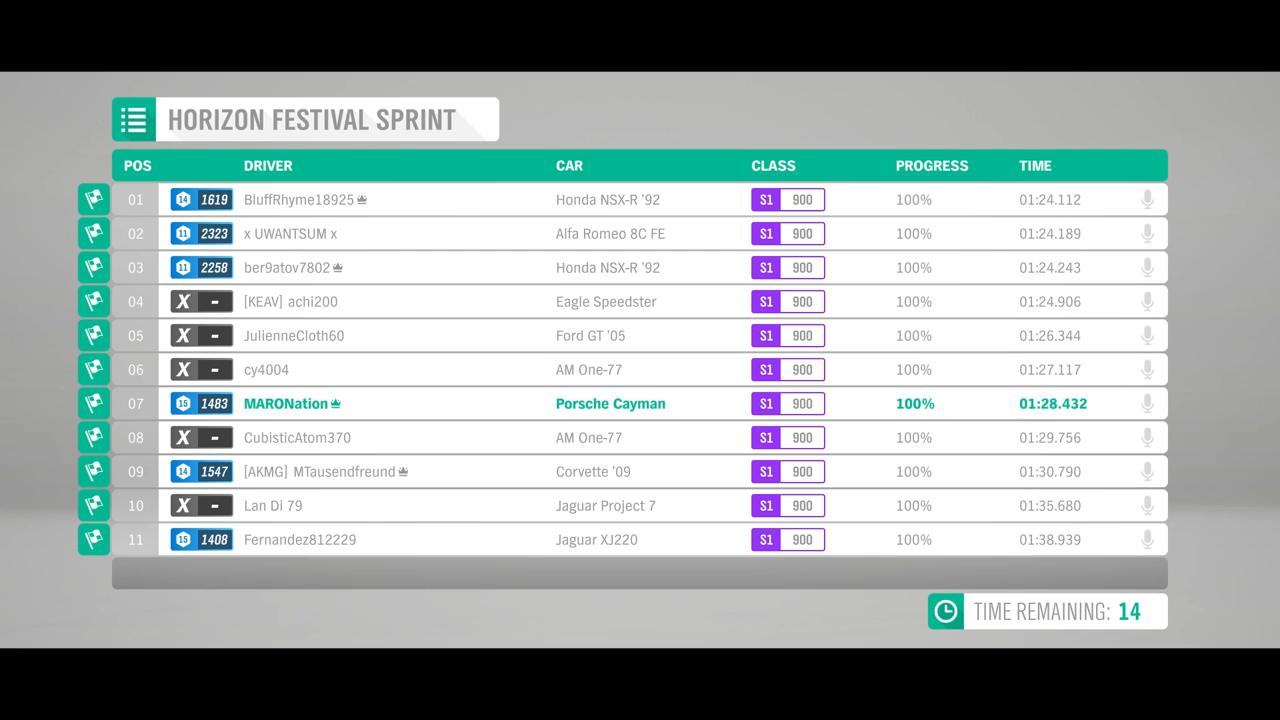 HORIZON FESTIVAL SPRINT
POS DRIVER CAR CLASS PROGRESS TIME
01 14 1619 BluffRhyme18925 Honda NSX-R '92 S1 900 100% 01:24.112
02 11 2323 x UWANTSUM x Alfa Romeo 8C FE S1 900 100% 01:24.189
03 11 2258 ber9atov7802 Honda NSX-R '92 S1 900 100% 01:24.243
04 X - [KEAV] achi200 Eagle Speedster S1 900 100% 01:24.906
05 X - JulienneCloth60 Ford GT '05 S1 900 100% 01:26.344
06 X - cy4004 AM One-77 S1 900 100% 01:27.117
07 15 1483 MARONation Porsche Cayman S1 900 100% 01:28.432
08 X - CubisticAtom370 AM One-77 S1 900 100% 01:29.756
09 14 1547 [AKMG] MTausendfreund Corvette '09 S1 900 100% 01:30.790
10 X - Lan Di 79 Jaguar Project 7 S1 900 100% 01:35.680
11 15 1408 Fernandez812229 Jaguar XJ220 S1 900 100% 01:38.939
TIME REMAINING: 14